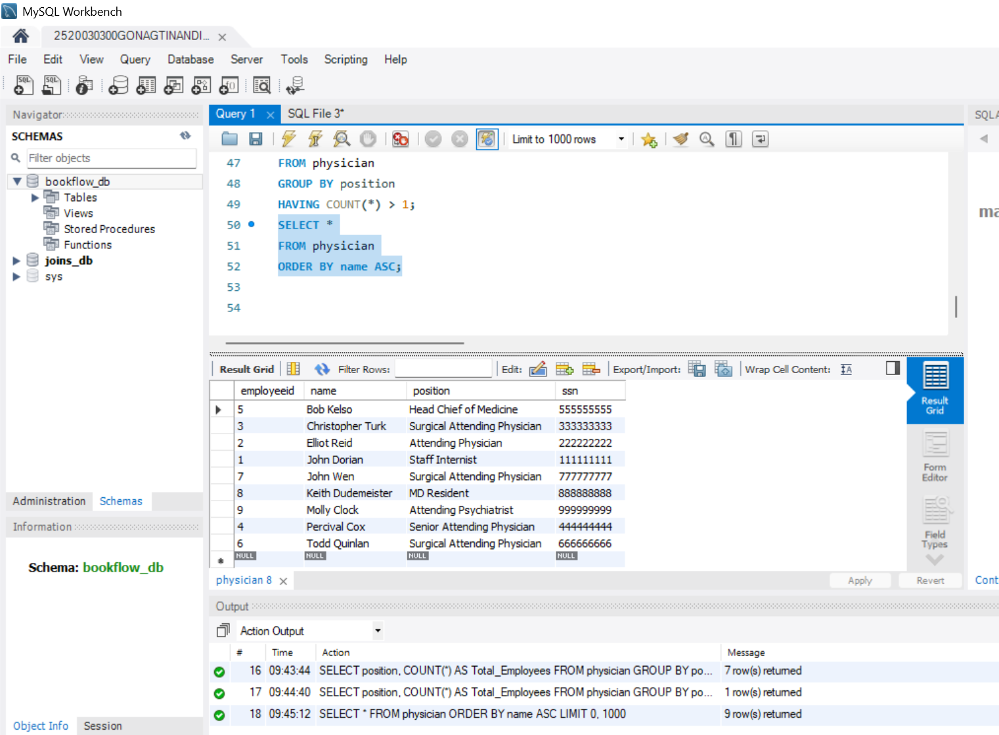 MySQL Workbench
2520030300GONAGTINANDI...
File Edit View Query Database Server Tools Scripting Help
Navigator
SCHEMAS
Filter objects
bookflow_db
Tables
Views
Stored Procedures
Functions
joins_db
sys
Administration Schemas
Information
Schema: bookflow_db
Object Info Session
Query 1 SQL File 3*
Limit to 1000 rows
47 FROM physician
48 GROUP BY position
49 HAVING COUNT(*) > 1;
50 SELECT *
51 FROM physician
52 ORDER BY name ASC;
53
54
Result Grid Filter Rows: Edit: Export/Import: Wrap Cell Content:
employeeid name position ssn
5 Bob Kelso Head Chief of Medicine 555555555
3 Christopher Turk Surgical Attending Physician 333333333
2 Elliot Reid Attending Physician 222222222
1 John Dorian Staff Internist 111111111
7 John Wen Surgical Attending Physician 777777777
8 Keith Dudemeister MD Resident 888888888
9 Molly Clock Attending Psychiatrist 999999999
4 Percival Cox Senior Attending Physician 444444444
6 Todd Quinlan Surgical Attending Physician 666666666
NULL NULL NULL NULL
Result
Grid
Form
Editor
Field
Types
physician 8
Apply Revert
Output
Action Output
# Time Action Message
16 09:43:44 SELECT position, COUNT(*) AS Total_Employees FROM physician GROUP BY po... 7 row(s) returned
17 09:44:40 SELECT position, COUNT(*) AS Total_Employees FROM physician GROUP BY po... 1 row(s) returned
18 09:45:12 SELECT * FROM physician ORDER BY name ASC LIMIT 0, 1000 9 row(s) returned
SQLA
ma
Cont